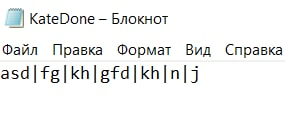 KateDone – Блокнот
Файл Правка Формат Вид Справка
asd|fg|kh|gfd|kh|n|j